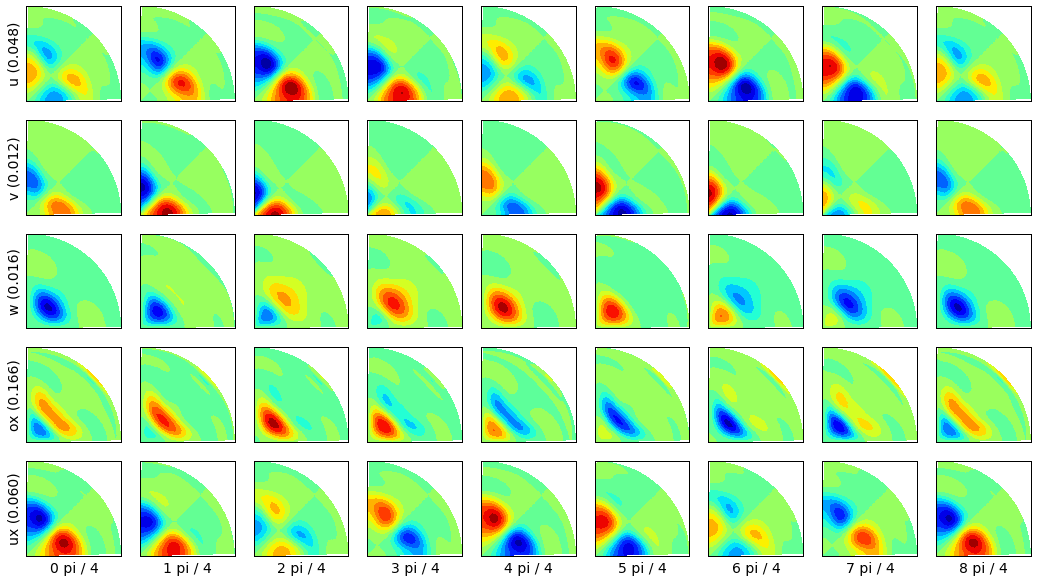 u (0.048)
v (0.012)
w (0.016)
ox (0.166)
ux (0.060)
0 pi / 4
1 pi / 4
2 pi / 4
3 pi / 4
4 pi / 4
5 pi / 4
6 pi / 4
7 pi / 4
8 pi / 4